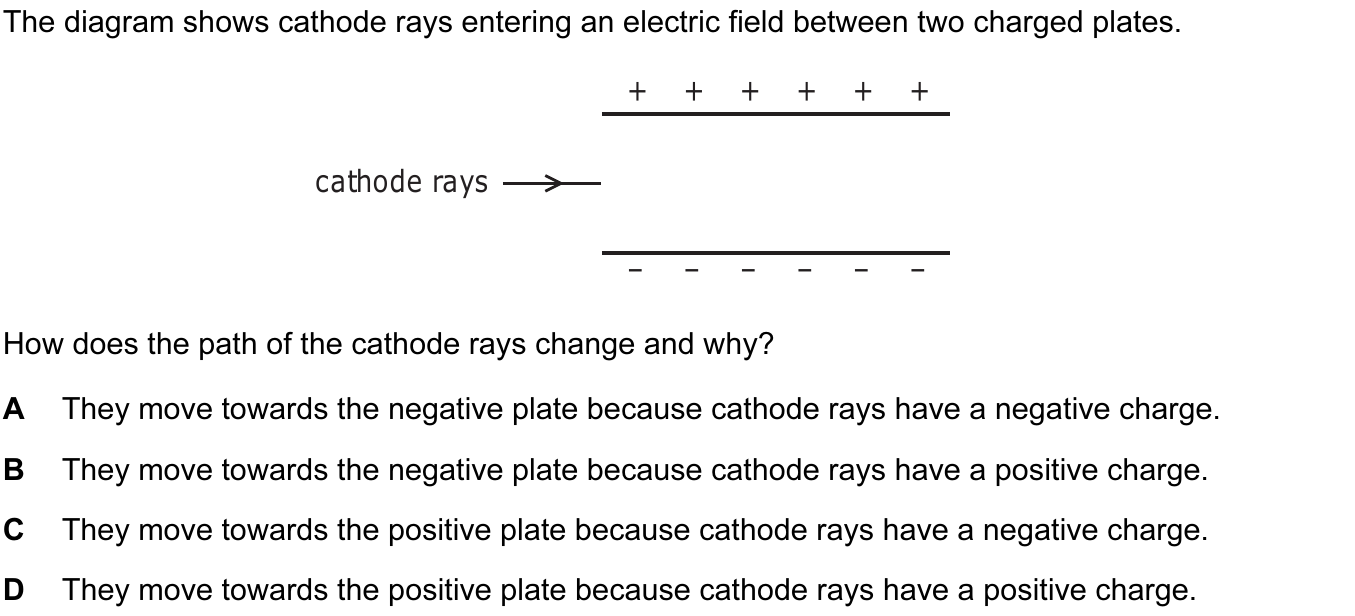 The diagram shows cathode rays entering an electric field between two charged plates.
+ + + + + +
cathode rays
– – – – – –
How does the path of the cathode rays change and why?
A They move towards the negative plate because cathode rays have a negative charge.
B They move towards the negative plate because cathode rays have a positive charge.
C They move towards the positive plate because cathode rays have a negative charge.
D They move towards the positive plate because cathode rays have a positive charge.